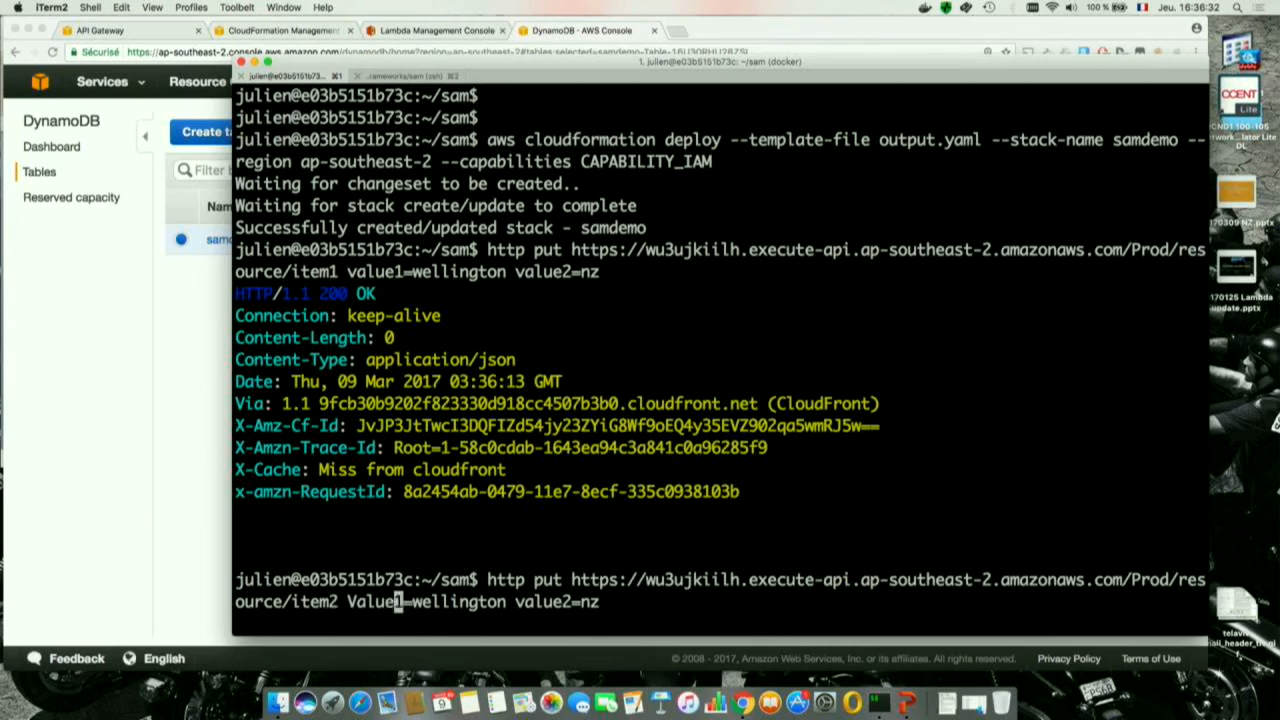 iTerm2 Shell Edit View Profiles Toolbelt Window Help
100 % Jeu. 16:36:32
API Gateway
CloudFormation Management
Lambda Management Console
DynamoDB - AWS Console
Sécurisé
1. julien@e03b5151b73c: ~/sam (docker)
julien@e03b5151b73c:~/sam$
julien@e03b5151b73c:~/sam$
julien@e03b5151b73c:~/sam$ aws cloudformation deploy --template-file output.yaml --stack-name samdemo --
region ap-southeast-2 --capabilities CAPABILITY_IAM
Waiting for changeset to be created..
Waiting for stack create/update to complete
Successfully created/updated stack - samdemo
julien@e03b5151b73c:~/sam$ http put https://wu3ujkiilh.execute-api.ap-southeast-2.amazonaws.com/Prod/res
ource/item1 value1=wellington value2=nz
HTTP/1.1 200 OK
Connection: keep-alive
Content-Length: 0
Content-Type: application/json
Date: Thu, 09 Mar 2017 03:36:13 GMT
Via: 1.1 9fcb30b9202f823330d918cc4507b3b0.cloudfront.net (CloudFront)
X-Amz-Cf-Id: JvJP3JtTwcI3DQFIZd54jy23ZYiG8Wf9oEQ4y35EVZ902qa5wmRJ5w==
X-Amzn-Trace-Id: Root=1-58c0cdab-1643ea94c3a841c0a96285f9
X-Cache: Miss from cloudfront
x-amzn-RequestId: 8a2454ab-0479-11e7-8ecf-335c0938103b
julien@e03b5151b73c:~/sam$ http put https://wu3ujkiilh.execute-api.ap-southeast-2.amazonaws.com/Prod/res
ource/item2 Value1=wellington value2=nz
Services
DynamoDB
Dashboard
Tables
Reserved capacity
Feedback
English
© 2008 - 2017, Amazon Web Services, Inc. or its affiliates. All rights reserved.
Privacy Policy
Terms of Use
CCENT
Lite
170309 NZ.pptx
170125 Lambda
update.pptx